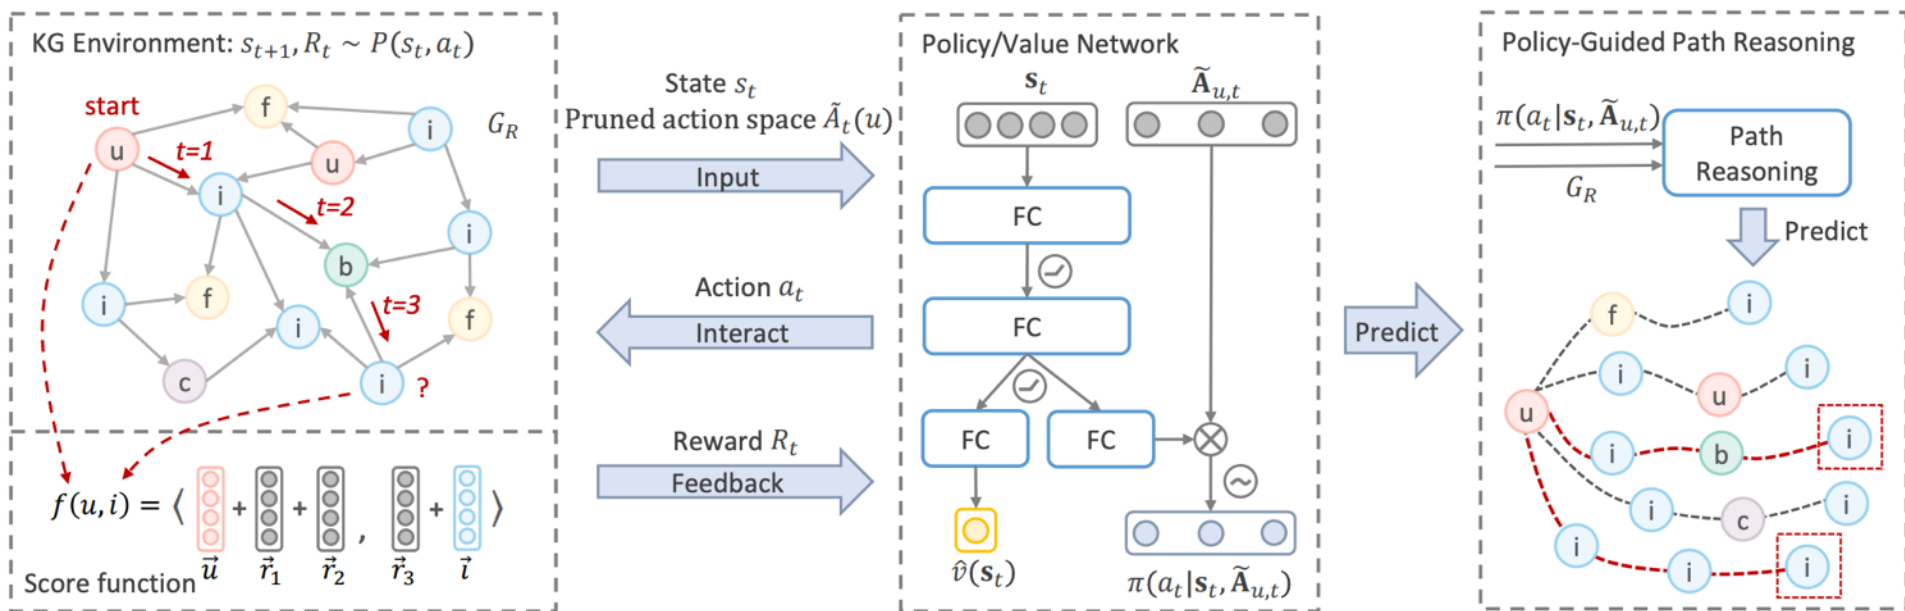 KG Environment: s_{t+1}, R_t ~ P(s_t, a_t)
start
f
i
G_R
u
t=1
u
i
t=2
i
b
i
f
t=3
f
i
c
i
?
f(u, i) = ⟨ + + , + ⟩
u⃗ r⃗_1 r⃗_2 r⃗_3 i⃗
Score function
State s_t
Pruned action space Ã_t(u)
Input
Action a_t
Interact
Reward R_t
Feedback
Policy/Value Network
s_t Ã_{u,t}
FC
FC
FC FC
v̂(s_t) π(a_t|s_t, Ã_{u,t})
Predict
Policy-Guided Path Reasoning
π(a_t|s_t, Ã_{u,t})
G_R
Path
Reasoning
Predict
f i
i u i
u
i b i
i c i
i i i